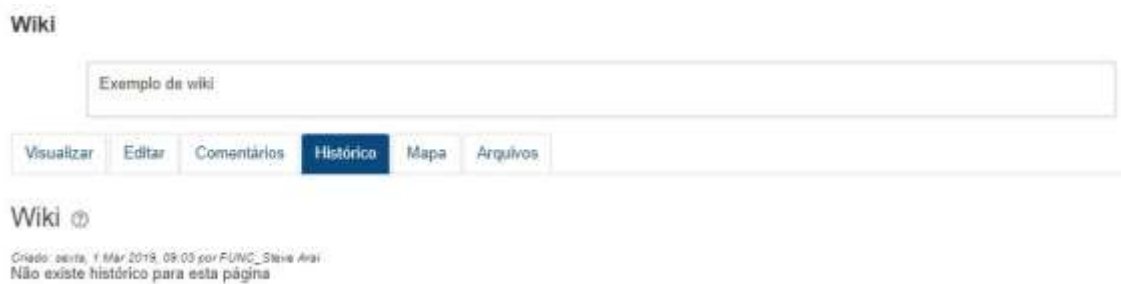 Wiki
Exemplo de wiki
Visualizar Editar Comentários Histórico Mapa Arquivos
Wiki
Criado: sexta, 1 Mar 2019, 09:03 por FUNC_Steve Arai
Não existe histórico para esta página